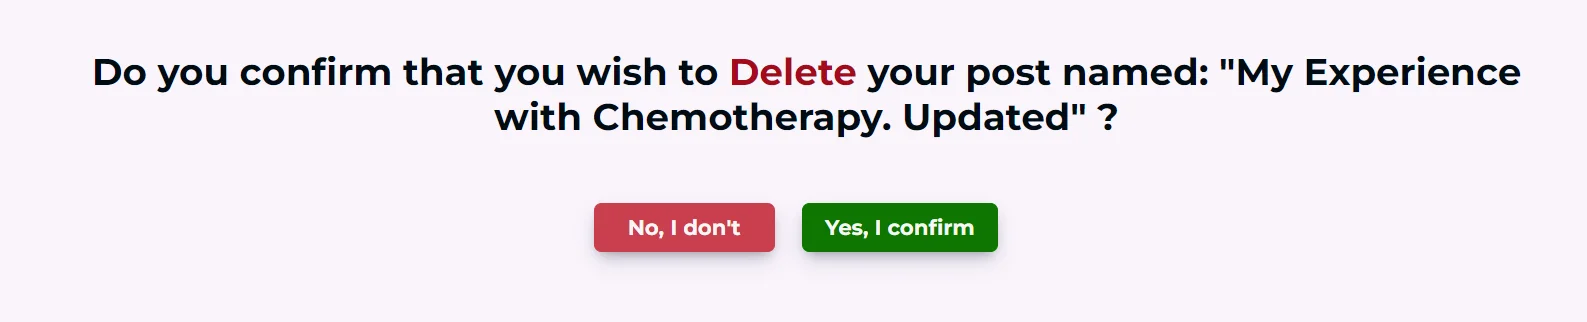 Do you confirm that you wish to Delete your post named: "My Experience
with Chemotherapy. Updated" ?
No, I don't
Yes, I confirm